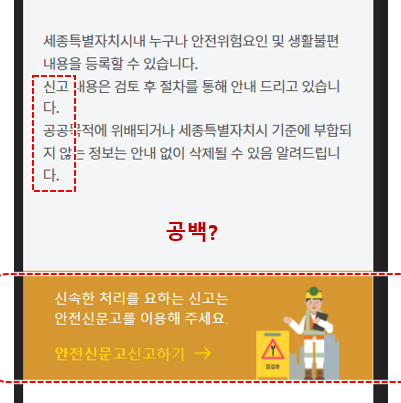 세종특별자치시내 누구나 안전위험요인 및 생활불편
내용을 등록할 수 있습니다.
신고 내용은 검토 후 절차를 통해 안내 드리고 있습니
다.
공공목적에 위배되거나 세종특별자치시 기준에 부합되
지 않는 정보는 안내 없이 삭제될 수 있음 알려드립니
다.
공백?
신속한 처리를 요하는 신고는
안전신문고를 이용해 주세요.
안전신문고신고하기 →